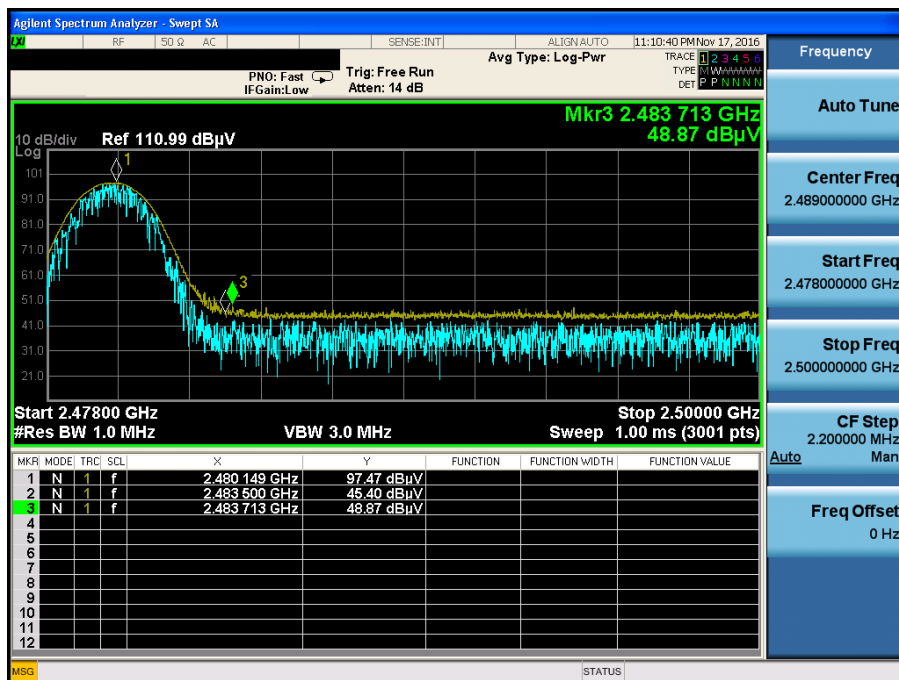 Agilent Spectrum Analyzer - Swept SA
LXI RF 50 Ω AC SENSE:INT ALIGN AUTO 11:10:40 PM Nov 17, 2016
Avg Type: Log-Pwr
TRACE 1 2 3 4 5 6
TYPE M WWWWWW
DET P P N N N N
PNO: Fast
IFGain:Low
Trig: Free Run
Atten: 14 dB
Mkr3 2.483 713 GHz
48.87 dBµV
10 dB/div
Log
Ref 110.99 dBµV
101
91.0
81.0
71.0
61.0
51.0
41.0
31.0
21.0
1
3
Start 2.47800 GHz
Stop 2.50000 GHz
#Res BW 1.0 MHz
VBW 3.0 MHz
Sweep 1.00 ms (3001 pts)
MKR MODE TRC SCL X Y FUNCTION FUNCTION WIDTH FUNCTION VALUE
1 N 1 f 2.480 149 GHz 97.47 dBµV
2 N 1 f 2.483 500 GHz 45.40 dBµV
3 N 1 f 2.483 713 GHz 48.87 dBµV
4
5
6
7
8
9
10
11
12
MSG
STATUS
Frequency
Auto Tune
Center Freq
2.489000000 GHz
Start Freq
2.478000000 GHz
Stop Freq
2.500000000 GHz
CF Step
2.200000 MHz
Auto Man
Freq Offset
0 Hz